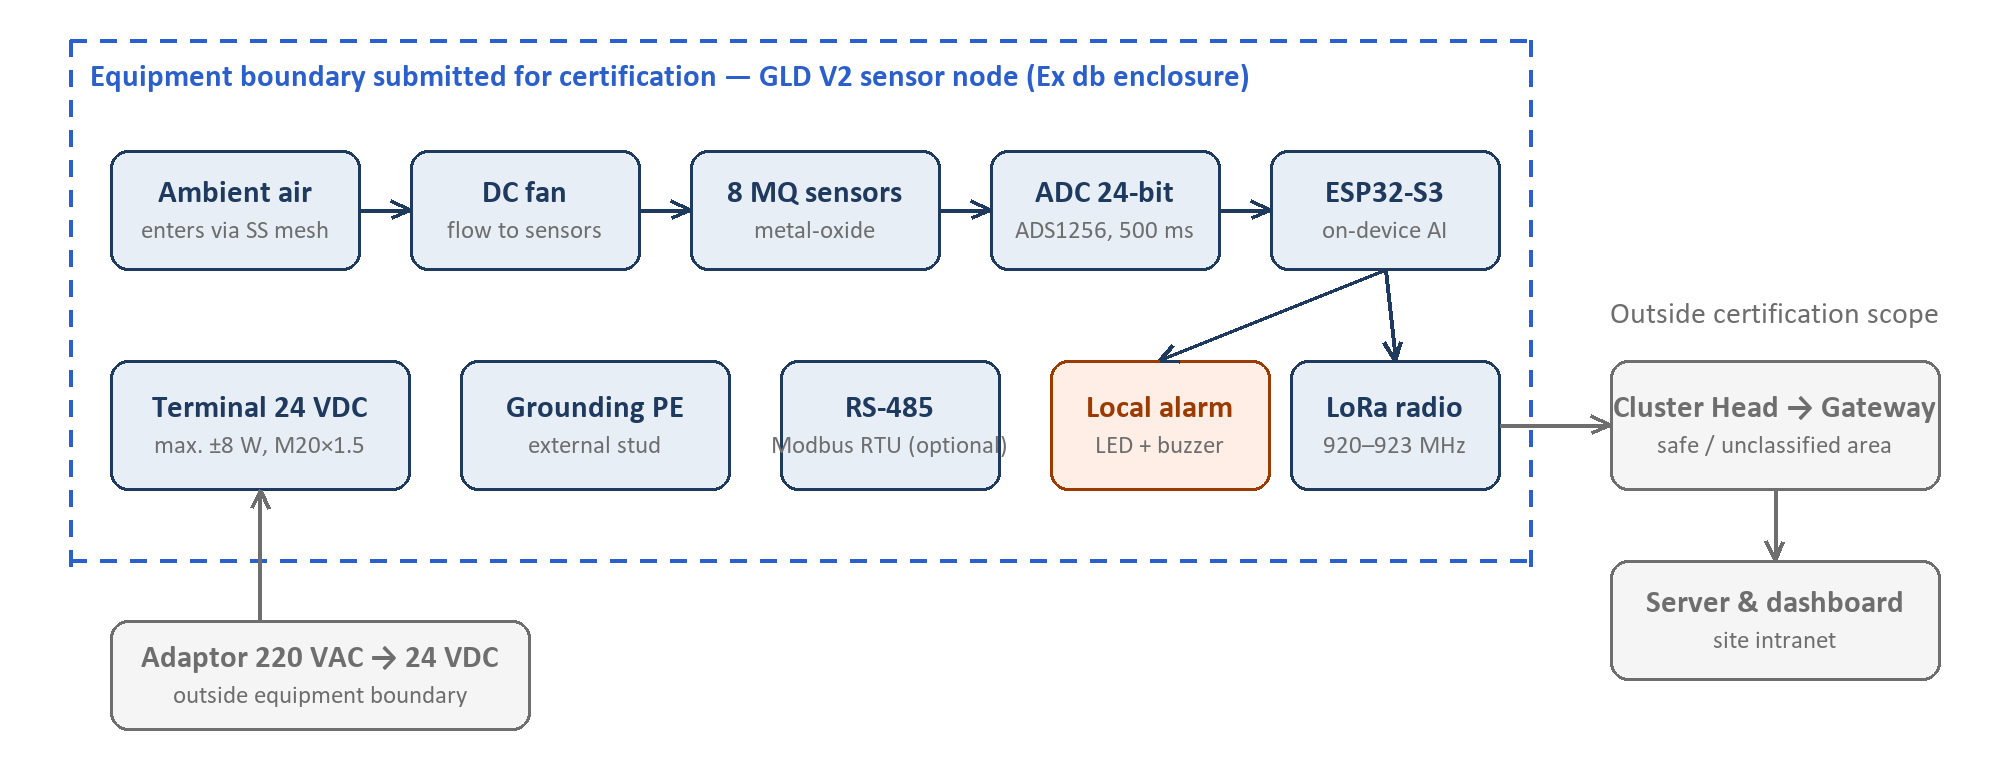 Equipment boundary submitted for certification — GLD V2 sensor node (Ex db enclosure)
Ambient air
enters via SS mesh
DC fan
flow to sensors
8 MQ sensors
metal-oxide
ADC 24-bit
ADS1256, 500 ms
ESP32-S3
on-device AI
Outside certification scope
Terminal 24 VDC
max. ±8 W, M20×1.5
Grounding PE
external stud
RS-485
Modbus RTU (optional)
Local alarm
LED + buzzer
LoRa radio
920–923 MHz
Cluster Head → Gateway
safe / unclassified area
Server & dashboard
site intranet
Adaptor 220 VAC → 24 VDC
outside equipment boundary